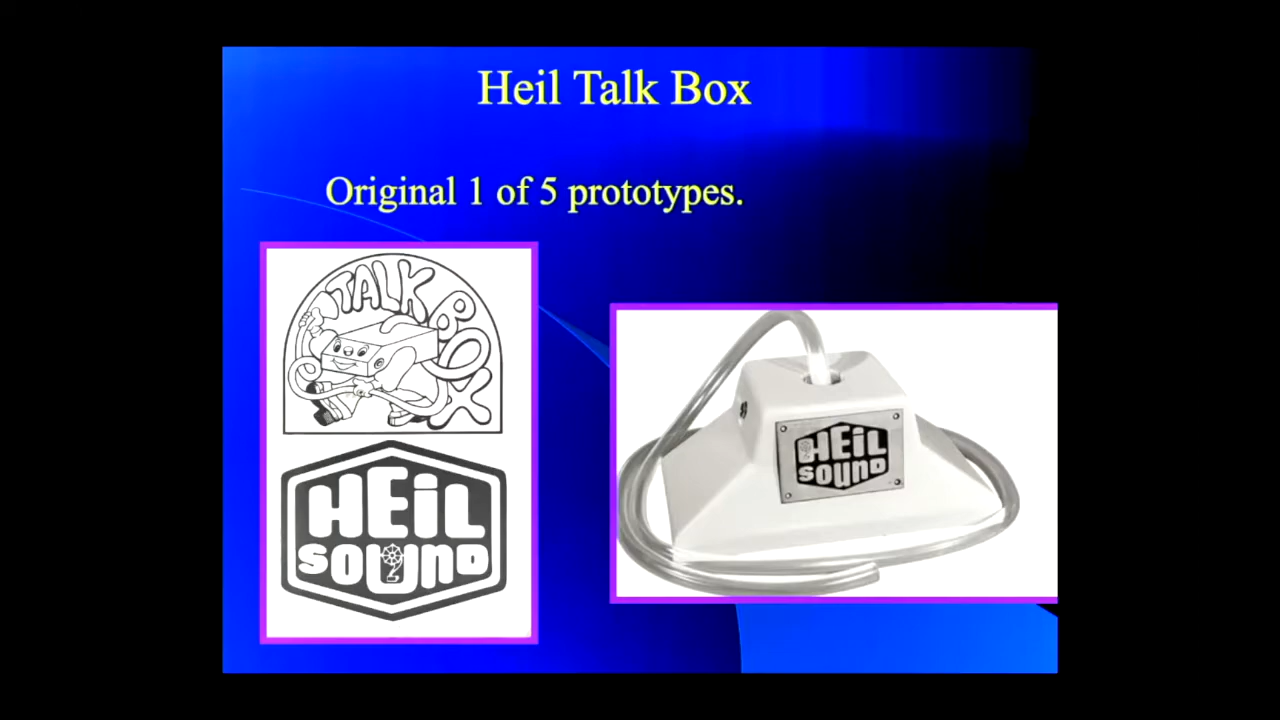 Heil Talk Box
Original 1 of 5 prototypes.
TALK BOX
HEiL
SOUND
HEiL
SOUND